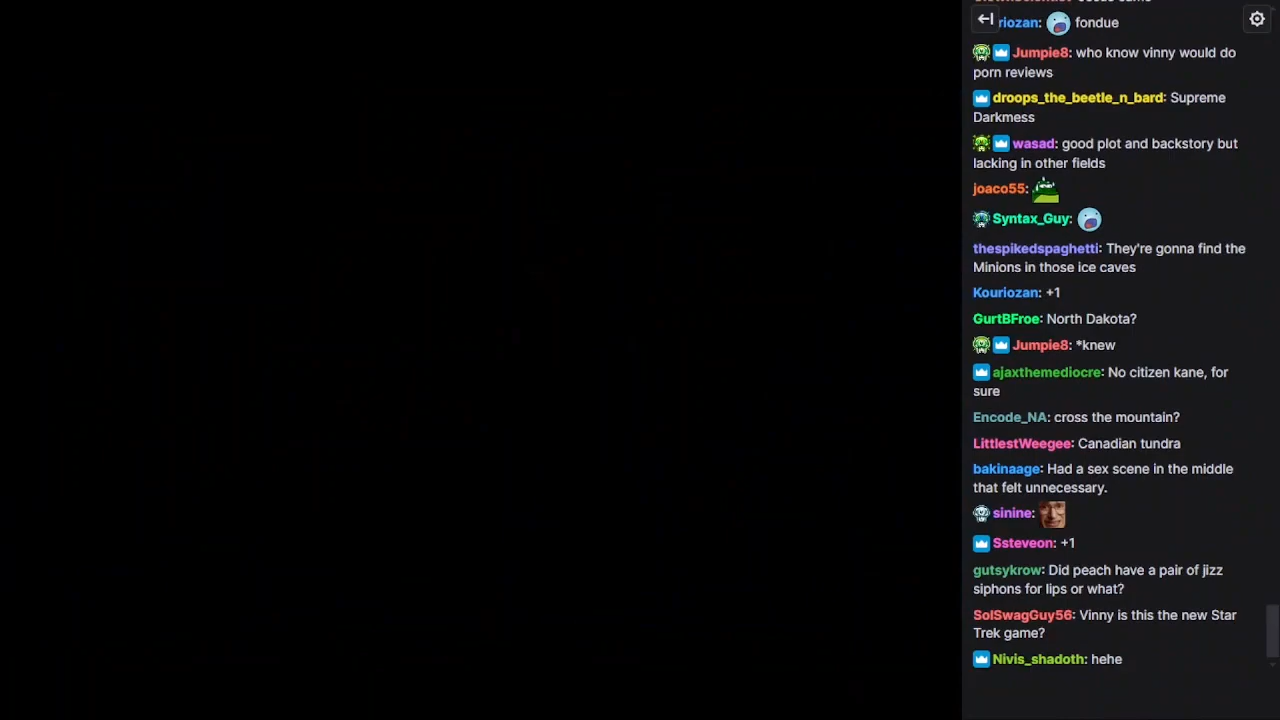 riozan: fondue
Jumpie8: who know vinny would do
porn reviews
droops_the_beetle_n_bard: Supreme
Darkmess
wasad: good plot and backstory but
lacking in other fields
joaco55:
Syntax_Guy:
thespikedspaghetti: They're gonna find the
Minions in those ice caves
Kouriozan: +1
GurtBFroe: North Dakota?
Jumpie8: *knew
ajaxthemediocre: No citizen kane, for
sure
Encode_NA: cross the mountain?
LittlestWeegee: Canadian tundra
bakinaage: Had a sex scene in the middle
that felt unnecessary.
sinine:
Ssteveon: +1
gutsykrow: Did peach have a pair of jizz
siphons for lips or what?
SolSwagGuy56: Vinny is this the new Star
Trek game?
Nivis_shadoth: hehe